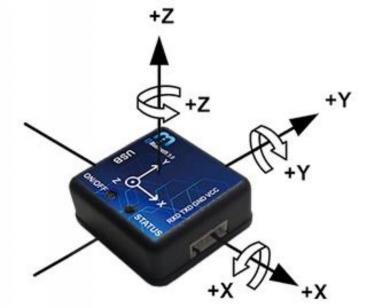 +Z
+Z
+Y
+Y
USB
ON/OFF
Z
Y
X
STATUS
RXD TXD GND VCC
+X
+X